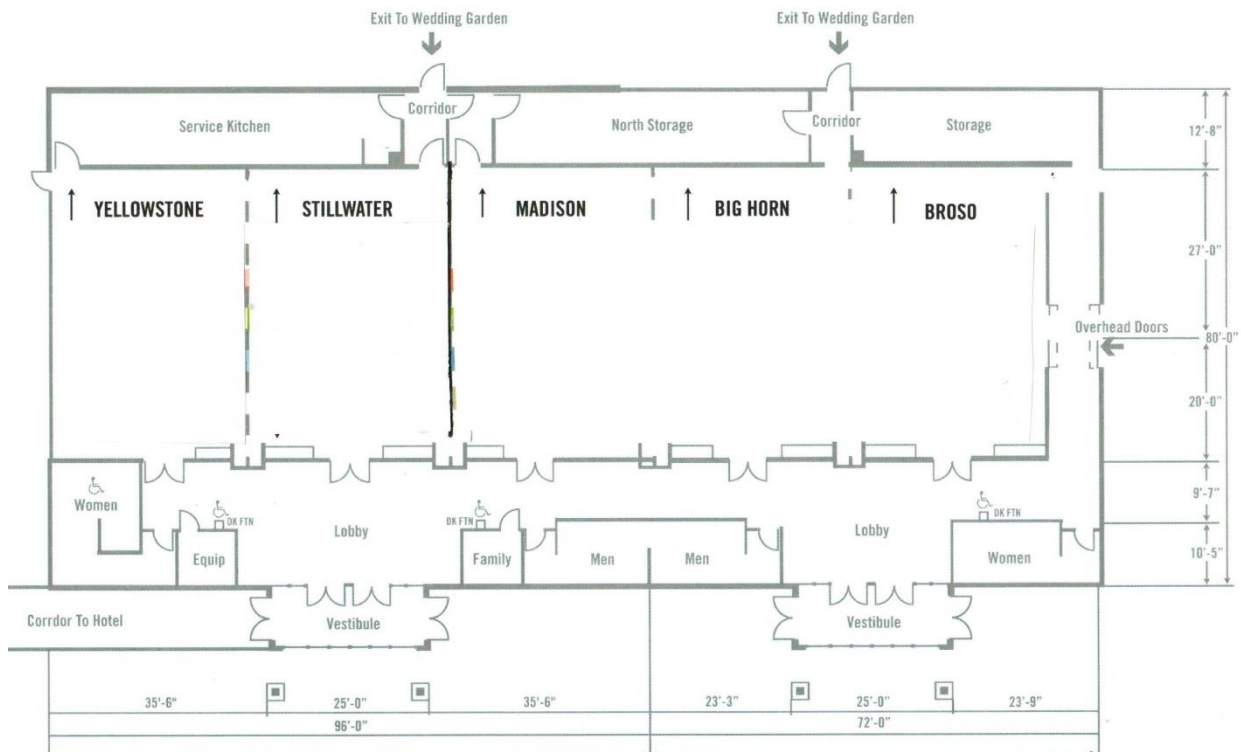 Exit To Wedding Garden
Exit To Wedding Garden
Service Kitchen
Corridor
North Storage
Corridor
Storage
12'-8"
YELLOWSTONE
STILLWATER
MADISON
BIG HORN
BROSO
27'-0"
Overhead Doors
80'-0"
20'-0"
Women
DK FTN
Lobby
DK FTN
Lobby
DK FTN
9'-7"
Equip
Family
Men
Men
Women
10'-5"
Corrdor To Hotel
Vestibule
Vestibule
35'-6"
25'-0"
35'-6"
23'-3"
25'-0"
23'-9"
96'-0"
72'-0"